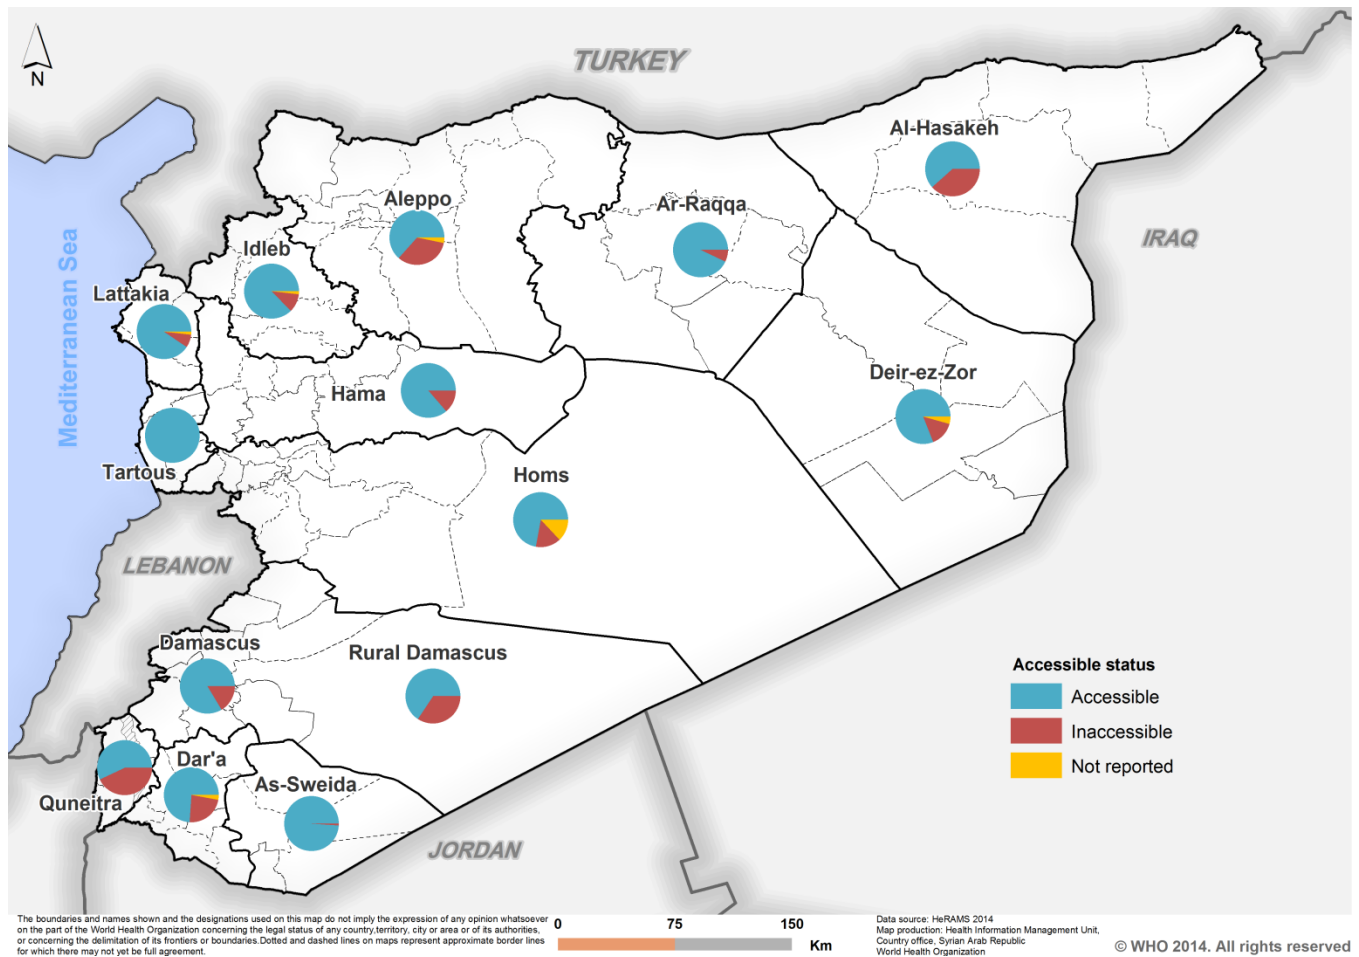 N
TURKEY
Al-Hasakeh
Aleppo
Ar-Raqqa
IRAQ
Idleb
Mediterranean Sea
Lattakia
Deir-ez-Zor
Hama
Tartous
Homs
LEBANON
Damascus
Rural Damascus
Accessible status
Accessible
Inaccessible
Not reported
Dar'a
As-Sweida
Quneitra
JORDAN
The boundaries and names shown and the designations used on this map do not imply the expression of any opinion whatsoever
on the part of the World Health Organization concerning the legal status of any country,territory, city or area or of its authorities,
or concerning the delimitation of its frontiers or boundaries.Dotted and dashed lines on maps represent approximate border lines
for which there may not yet be full agreement.
0 75 150
Km
Data source: HeRAMS 2014
Map production: Health Information Management Unit,
Country office, Syrian Arab Republic
World Health Organization
© WHO 2014. All rights reserved